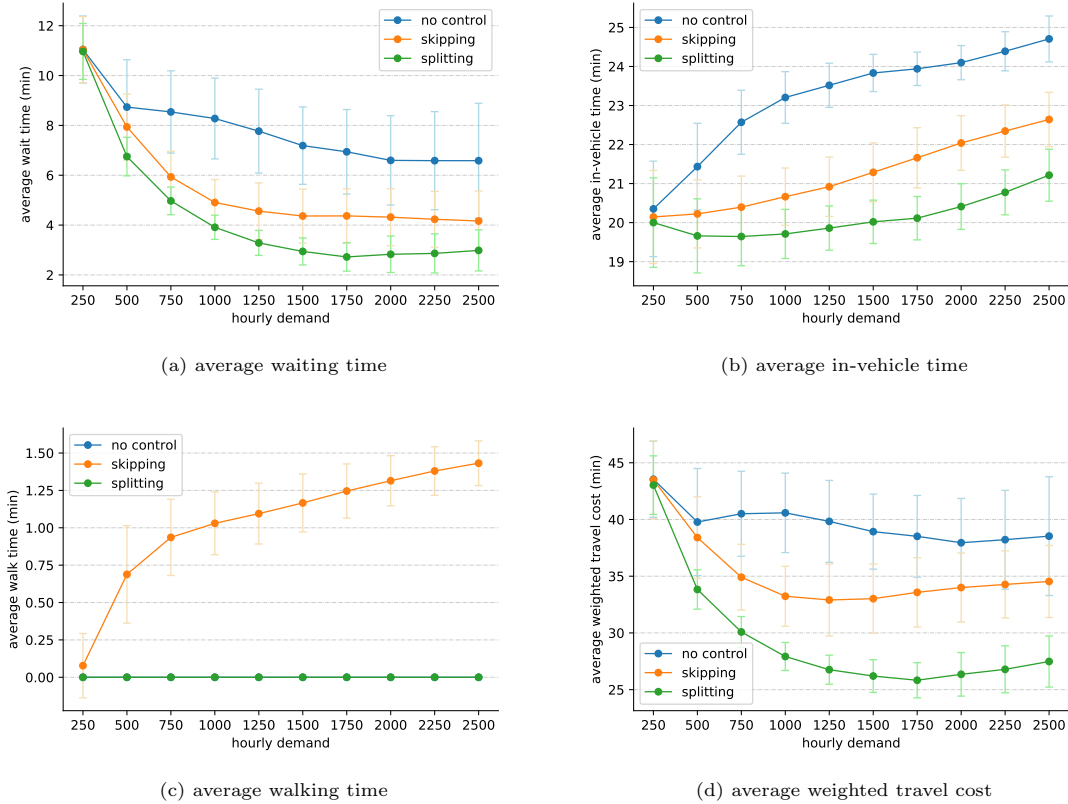 12
10
8
6
4
2
average wait time (min)
no control
skipping
splitting
250 500 750 1000 1250 1500 1750 2000 2250 2500
hourly demand
(a) average waiting time
25
24
23
22
21
20
19
average in-vehicle time (min)
no control
skipping
splitting
250 500 750 1000 1250 1500 1750 2000 2250 2500
hourly demand
(b) average in-vehicle time
1.50
1.25
1.00
0.75
0.50
0.25
0.00
average walk time (min)
no control
skipping
splitting
250 500 750 1000 1250 1500 1750 2000 2250 2500
hourly demand
(c) average walking time
45
40
35
30
25
average weighted travel cost (min)
no control
skipping
splitting
250 500 750 1000 1250 1500 1750 2000 2250 2500
hourly demand
(d) average weighted travel cost